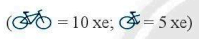 ( = 10 xe; = 5 xe)